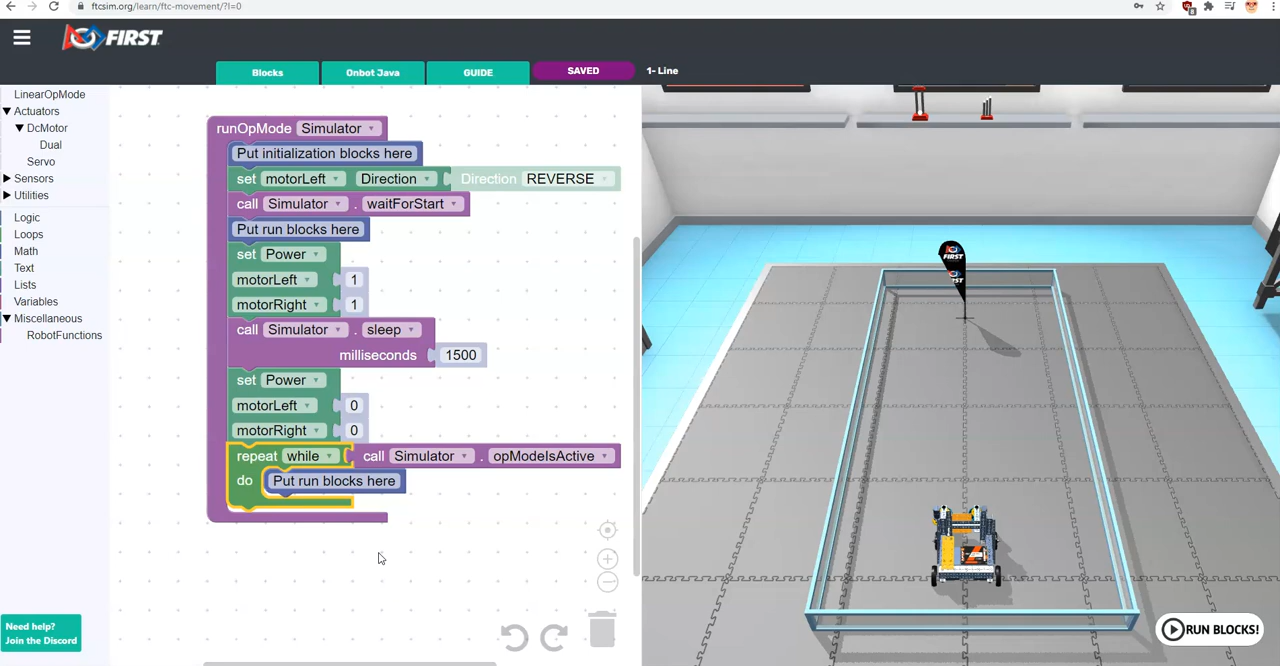 ftcsim.org/learn/ftc-movement/?l=0
FIRST
Blocks
Onbot Java
GUIDE
SAVED
1- Line
LinearOpMode
Actuators
DcMotor
Dual
Servo
Sensors
Utilities
Logic
Loops
Math
Text
Lists
Variables
Miscellaneous
RobotFunctions
runOpMode Simulator
Put initialization blocks here
set motorLeft Direction Direction REVERSE
call Simulator . waitForStart
Put run blocks here
set Power
motorLeft 1
motorRight 1
call Simulator . sleep
milliseconds 1500
set Power
motorLeft 0
motorRight 0
repeat while call Simulator . opModeIsActive
do Put run blocks here
Need help?
Join the Discord
FIRST
RUN BLOCKS!